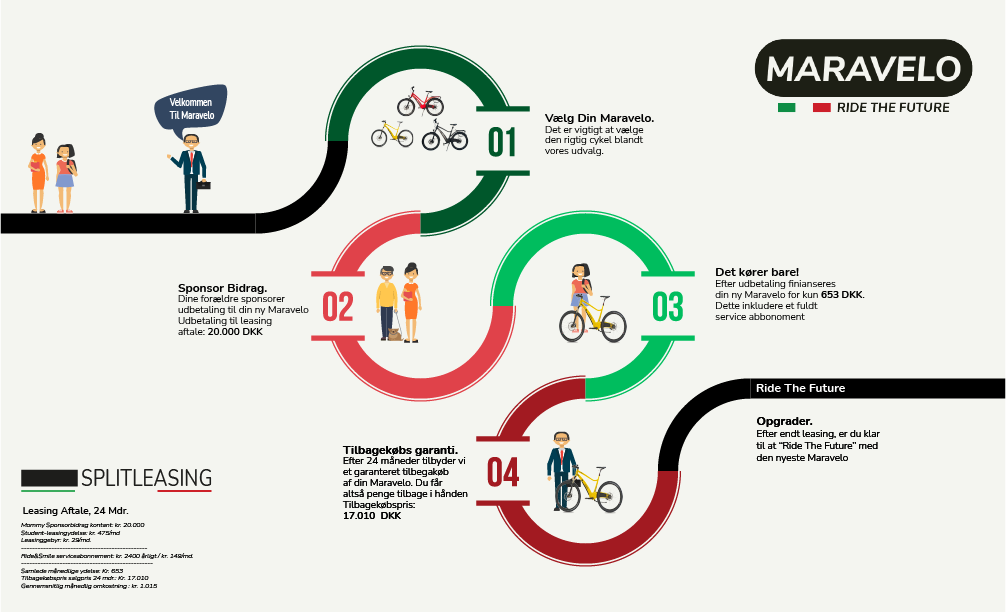 MARAVELO
RIDE THE FUTURE
Velkommen
Til Maravelo
01
Vælg Din Maravelo.
Det er vigtigt at vælge
den rigtig cykel blandt
vores udvalg.
Sponsor Bidrag.
Dine forældre sponsorer
udbetaling til din ny Maravelo
Udbetaling til leasing
aftale: 20.000 DKK
02
03
Det kører bare!
Efter udbetaling finianseres
din ny Maravelo for kun 653 DKK.
Dette inkludere et fuldt
service abbonoment
Tilbagekøbs garanti.
Efter 24 måneder tilbyder vi
et garanteret tilbegakøb
af din Maravelo. Du får
altså penge tilbage i hånden
Tilbagekøbspris:
17.010 DKK
04
Ride The Future
Opgrader.
Efter endt leasing, er du klar
til at "Ride The Future" med
den nyeste Maravelo
SPLITLEASING
Leasing Aftale, 24 Mdr.
Mommy Sponsorbidrag kontant: kr. 20.000
Student-leasingydelse: kr. 475/md
Leasinggebyr: kr. 29/md.
Ride&Smile serviceabonnement: kr. 2400 årligt / kr. 149/md.
Samlede månedlige ydelse: Kr. 653
Tilbagekøbspris salgpris 24 mdr.: Kr. 17.010
Gennemsnitlig månedlig omkostning : kr. 1.015